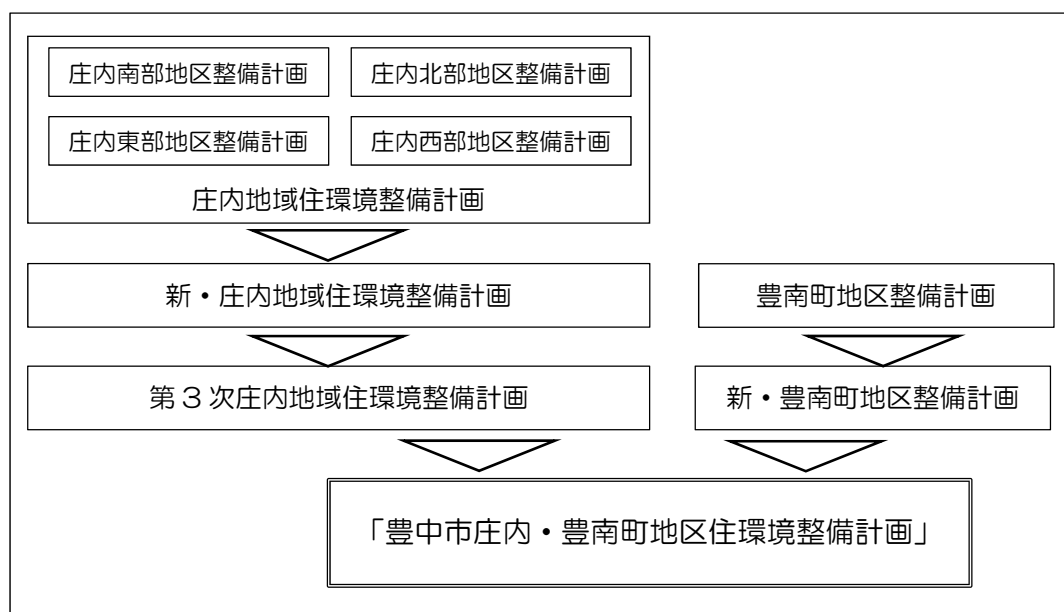 庄内南部地区整備計画
庄内北部地区整備計画
庄内東部地区整備計画
庄内西部地区整備計画
庄内地域住環境整備計画
新・庄内地域住環境整備計画
豊南町地区整備計画
第3次庄内地域住環境整備計画
新・豊南町地区整備計画
「豊中市庄内・豊南町地区住環境整備計画」